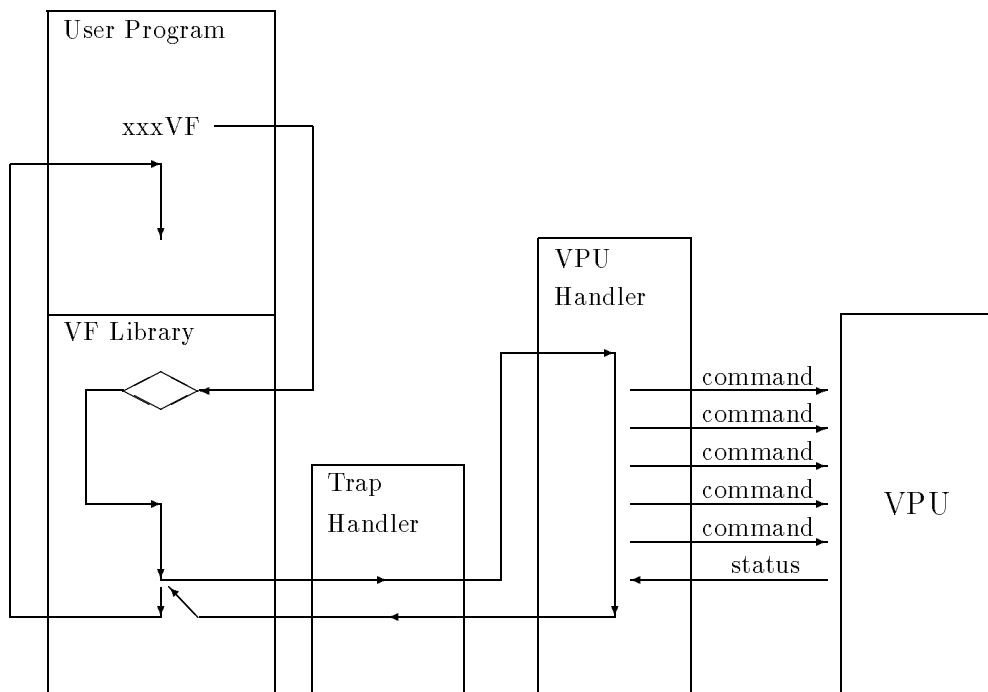 User Program
xxxVF
VF Library
Trap
Handler
VPU
Handler
command
command
command
command
command
status
VPU